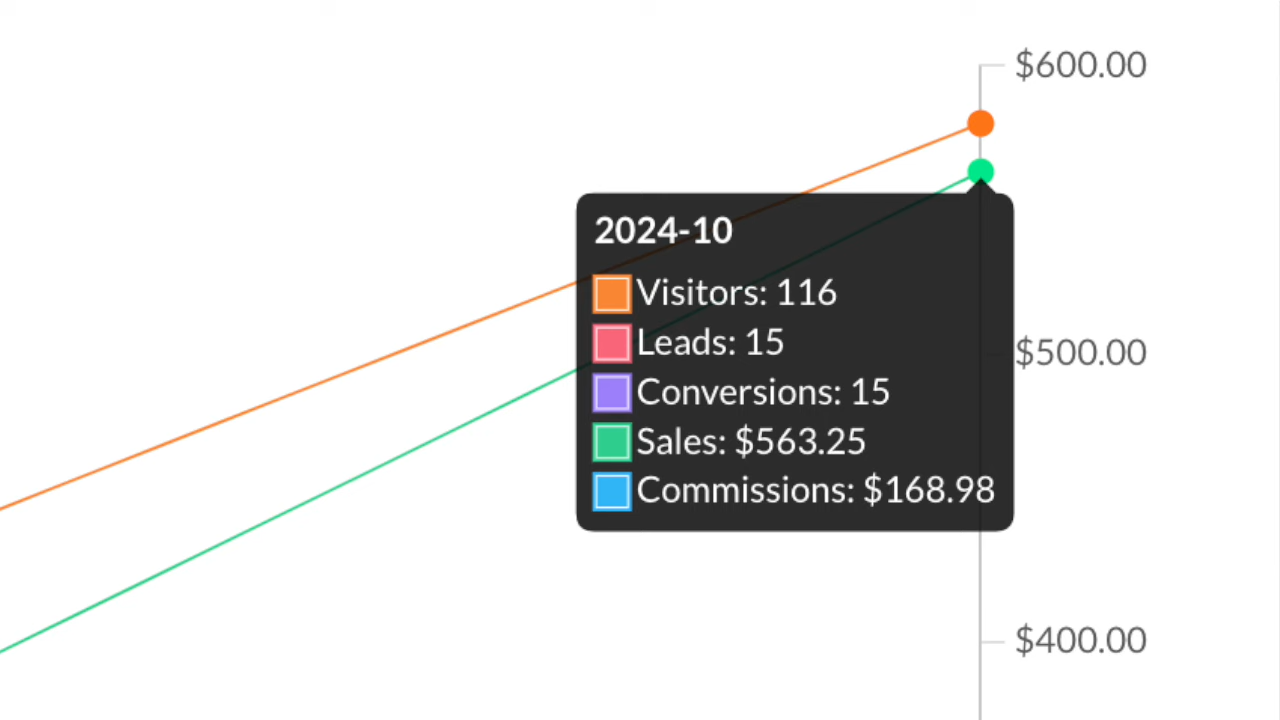 $600.00
2024-10
Visitors: 116
Leads: 15
$500.00
Conversions: 15
Sales: $563.25
Commissions: $168.98
$400.00